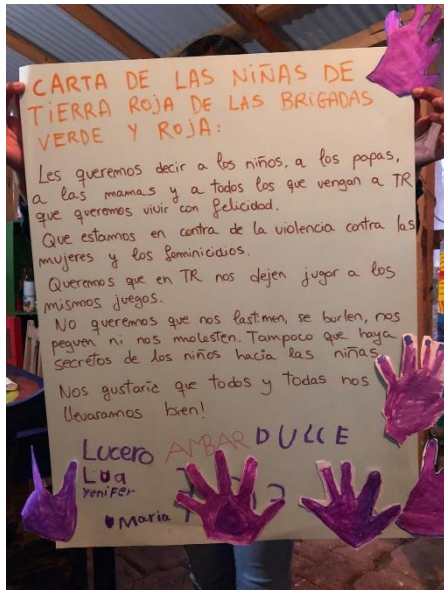 CARTA DE LAS NIÑAS DE
TIERRA ROJA DE LAS BRIGADAS
VERDE Y ROJA:
Les queremos decir a los niños, a los papas,
a las mamas y a todos los que vengan a TR
que queremos vivir con felicidad.
Que estamos en contra de la violencia contra las
mujeres y los feminicidios.
Queremos que en TR nos dejen jugar a los
mismos juegos.
No queremos que nos lastimen, se burlen, nos
peguen ni nos molesten. Tampoco que haya
secretos de los niños hacia las niñas
Nos gustaria que todos y todas nos
llevaramos bien!
Lucero AMBAR DULCE
Lua
Yenifer
Maria